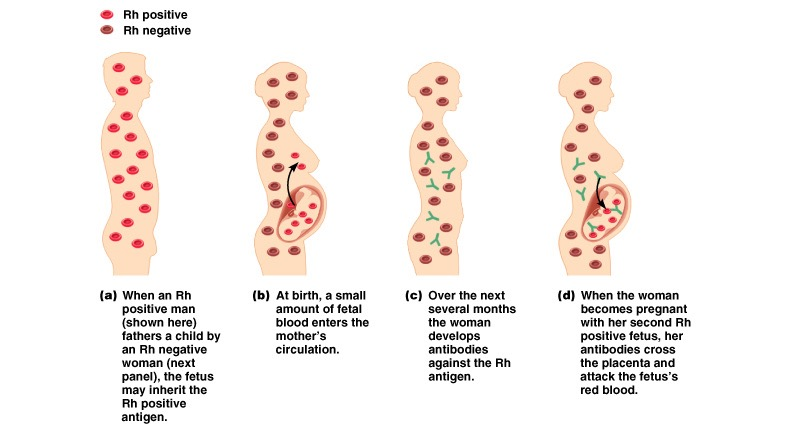 Rh positive
Rh negative
(a) When an Rh
positive man
(shown here)
fathers a child by
an Rh negative
woman (next
panel), the fetus
may inherit the
Rh positive
antigen.
(b) At birth, a small
amount of fetal
blood enters the
mother's
circulation.
(c) Over the next
several months
the woman
develops
antibodies
against the Rh
antigen.
(d) When the woman
becomes pregnant
with her second Rh
positive fetus, her
antibodies cross
the placenta and
attack the fetus's
red blood.